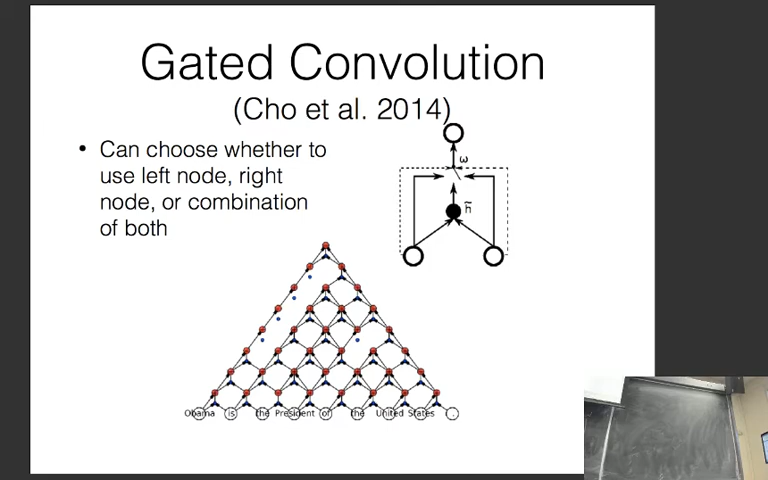 Gated Convolution
(Cho et al. 2014)
• Can choose whether to
use left node, right
node, or combination
of both
ω
h̃
Obama is the President of the United States .